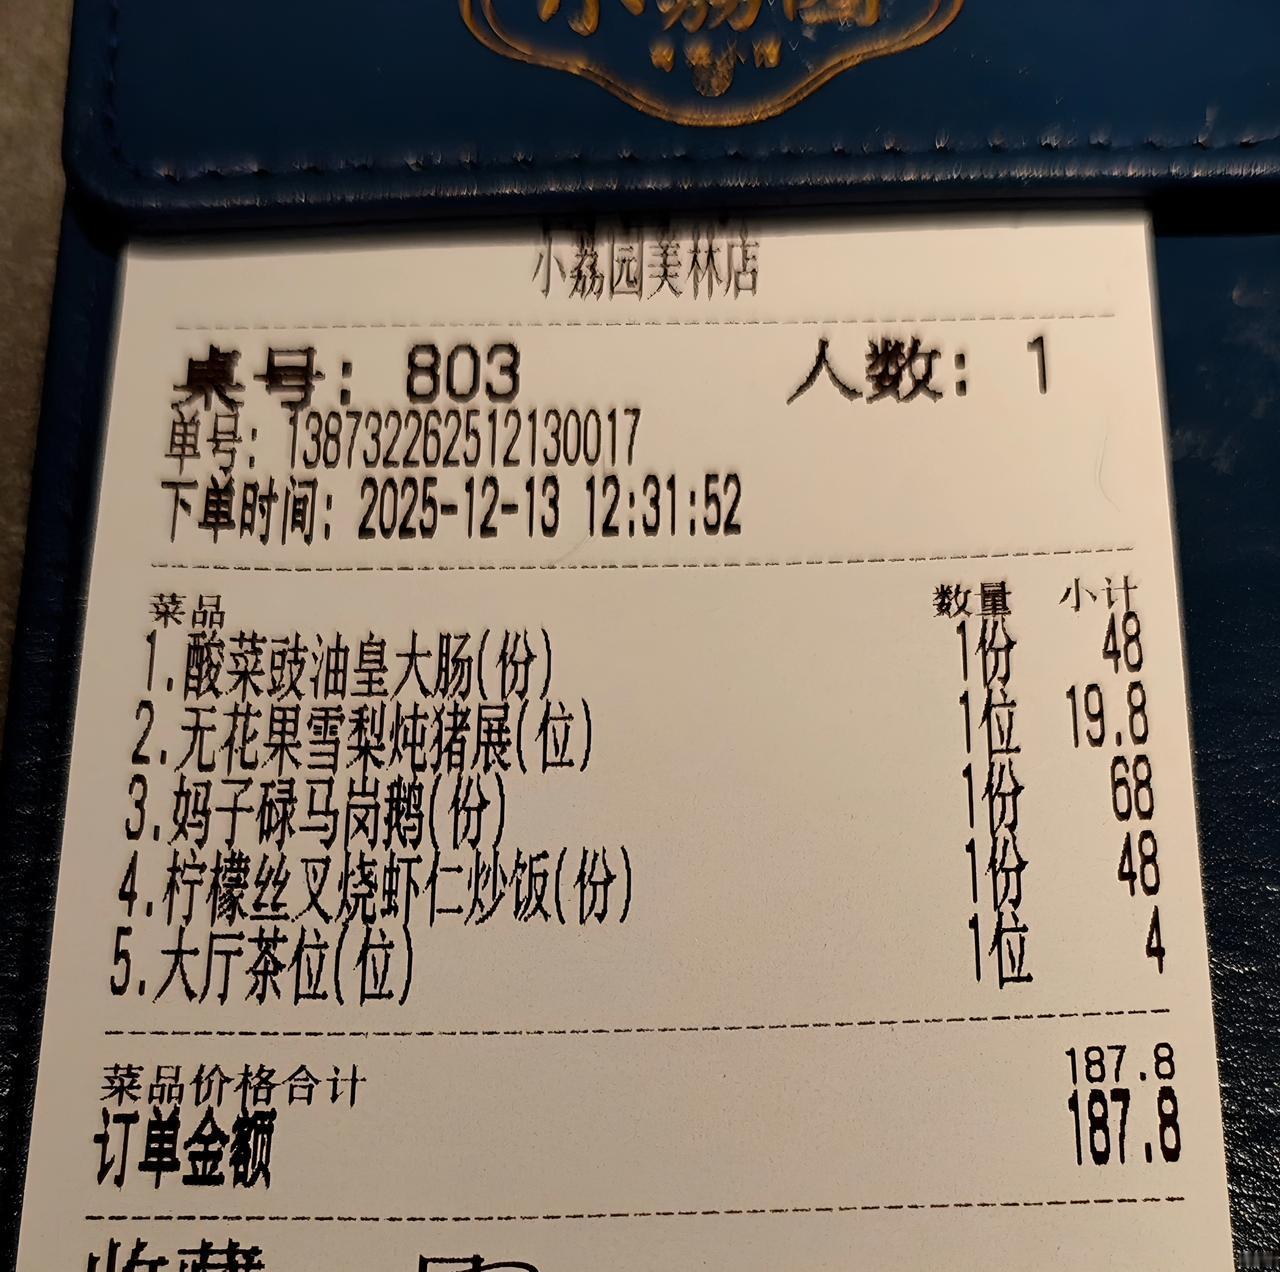 小荔园
小荔园美林店
桌号: 803 人数: 1
单号: 138732262512130017
下单时间: 2025-12-13 12:31:52
菜品 数量 小计
1.酸菜豉油皇大肠(份) 1份 48
2.无花果雪梨炖猪展(位) 1位 19.8
3.妈子碌马岗鹅(份) 1份 68
4.柠檬丝叉烧虾仁炒饭(份) 1份 48
5.大厅茶位(位) 1位 4
菜品价格合计 187.8
订单金额 187.8